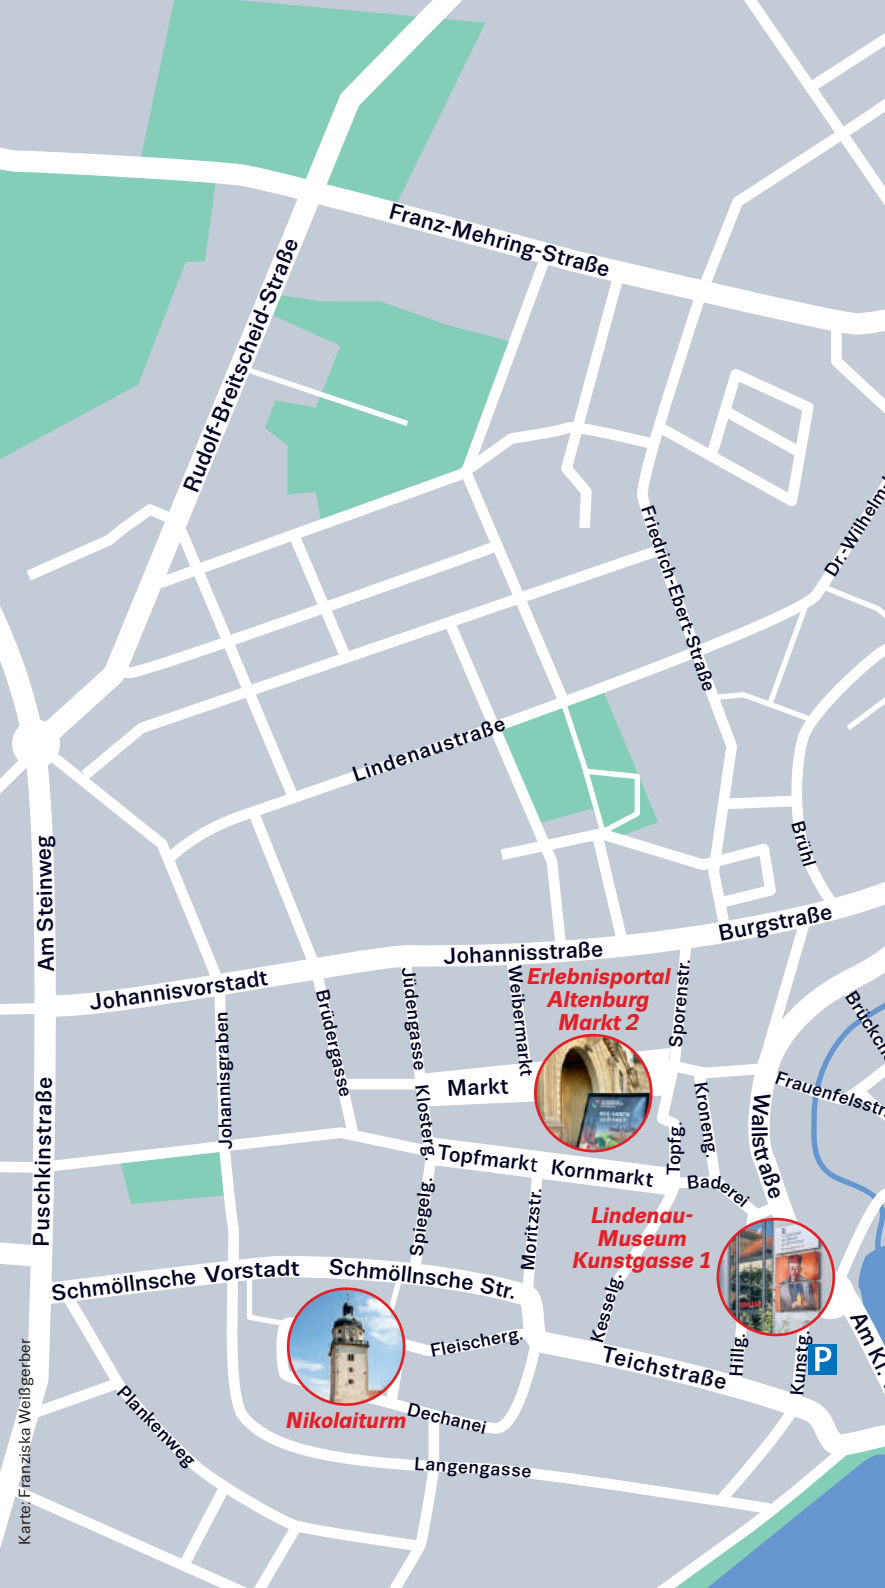 Franz-Mehring-Straße
Rudolf-Breitscheid-Straße
Friedrich-Ebert-Straße
Dr.-Wilhelm-
Lindenaustraße
Am Steinweg
Brühl
Burgstraße
Johannisstraße
Johannisvorstadt
Erlebnisportal
Altenburg
Markt 2
Johannisgraben
Brüdergasse
Jüdengasse
Weibermarkt
Sporenstr.
Markt
Klosterg.
Kroneng.
Wallstraße
Frauenfelsstr.
Puschkinstraße
Topfmarkt
Kornmarkt
Topfg.
Baderei
Spiegelg.
Moritzstr.
Lindenau-
Museum
Kunstgasse 1
Schmöllnsche Vorstadt
Schmöllnsche Str.
Kesselg.
Fleischerg.
Teichstraße
Hillg.
Kunstg.
P
Am Kl.
Nikolaiturm
Dechanei
Plankenweg
Langengasse
Karte: Franziska Weißgerber